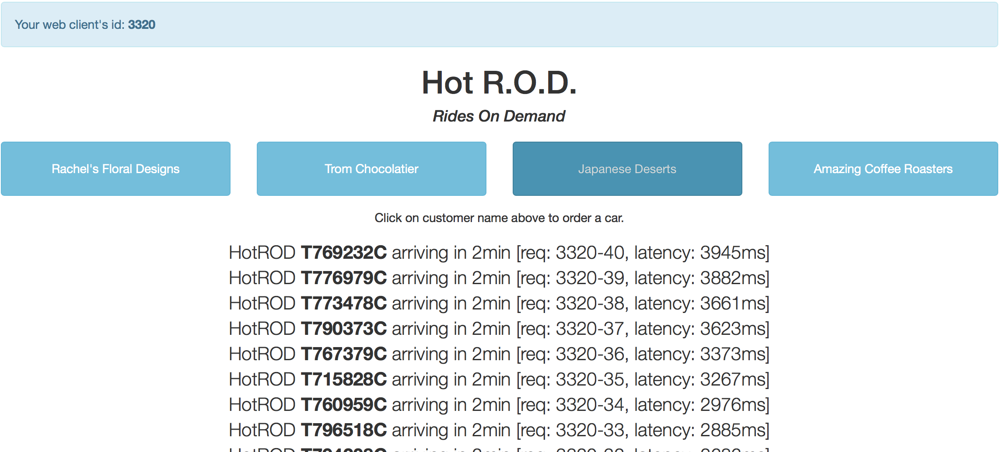 Your web client's id: 3320
Hot R.O.D.
Rides On Demand
Rachel's Floral Designs
Trom Chocolatier
Japanese Deserts
Amazing Coffee Roasters
Click on customer name above to order a car.
HotROD T769232C arriving in 2min [req: 3320-40, latency: 3945ms]
HotROD T776979C arriving in 2min [req: 3320-39, latency: 3882ms]
HotROD T773478C arriving in 2min [req: 3320-38, latency: 3661ms]
HotROD T790373C arriving in 2min [req: 3320-37, latency: 3623ms]
HotROD T767379C arriving in 2min [req: 3320-36, latency: 3373ms]
HotROD T715828C arriving in 2min [req: 3320-35, latency: 3267ms]
HotROD T760959C arriving in 2min [req: 3320-34, latency: 2976ms]
HotROD T796518C arriving in 2min [req: 3320-33, latency: 2885ms]